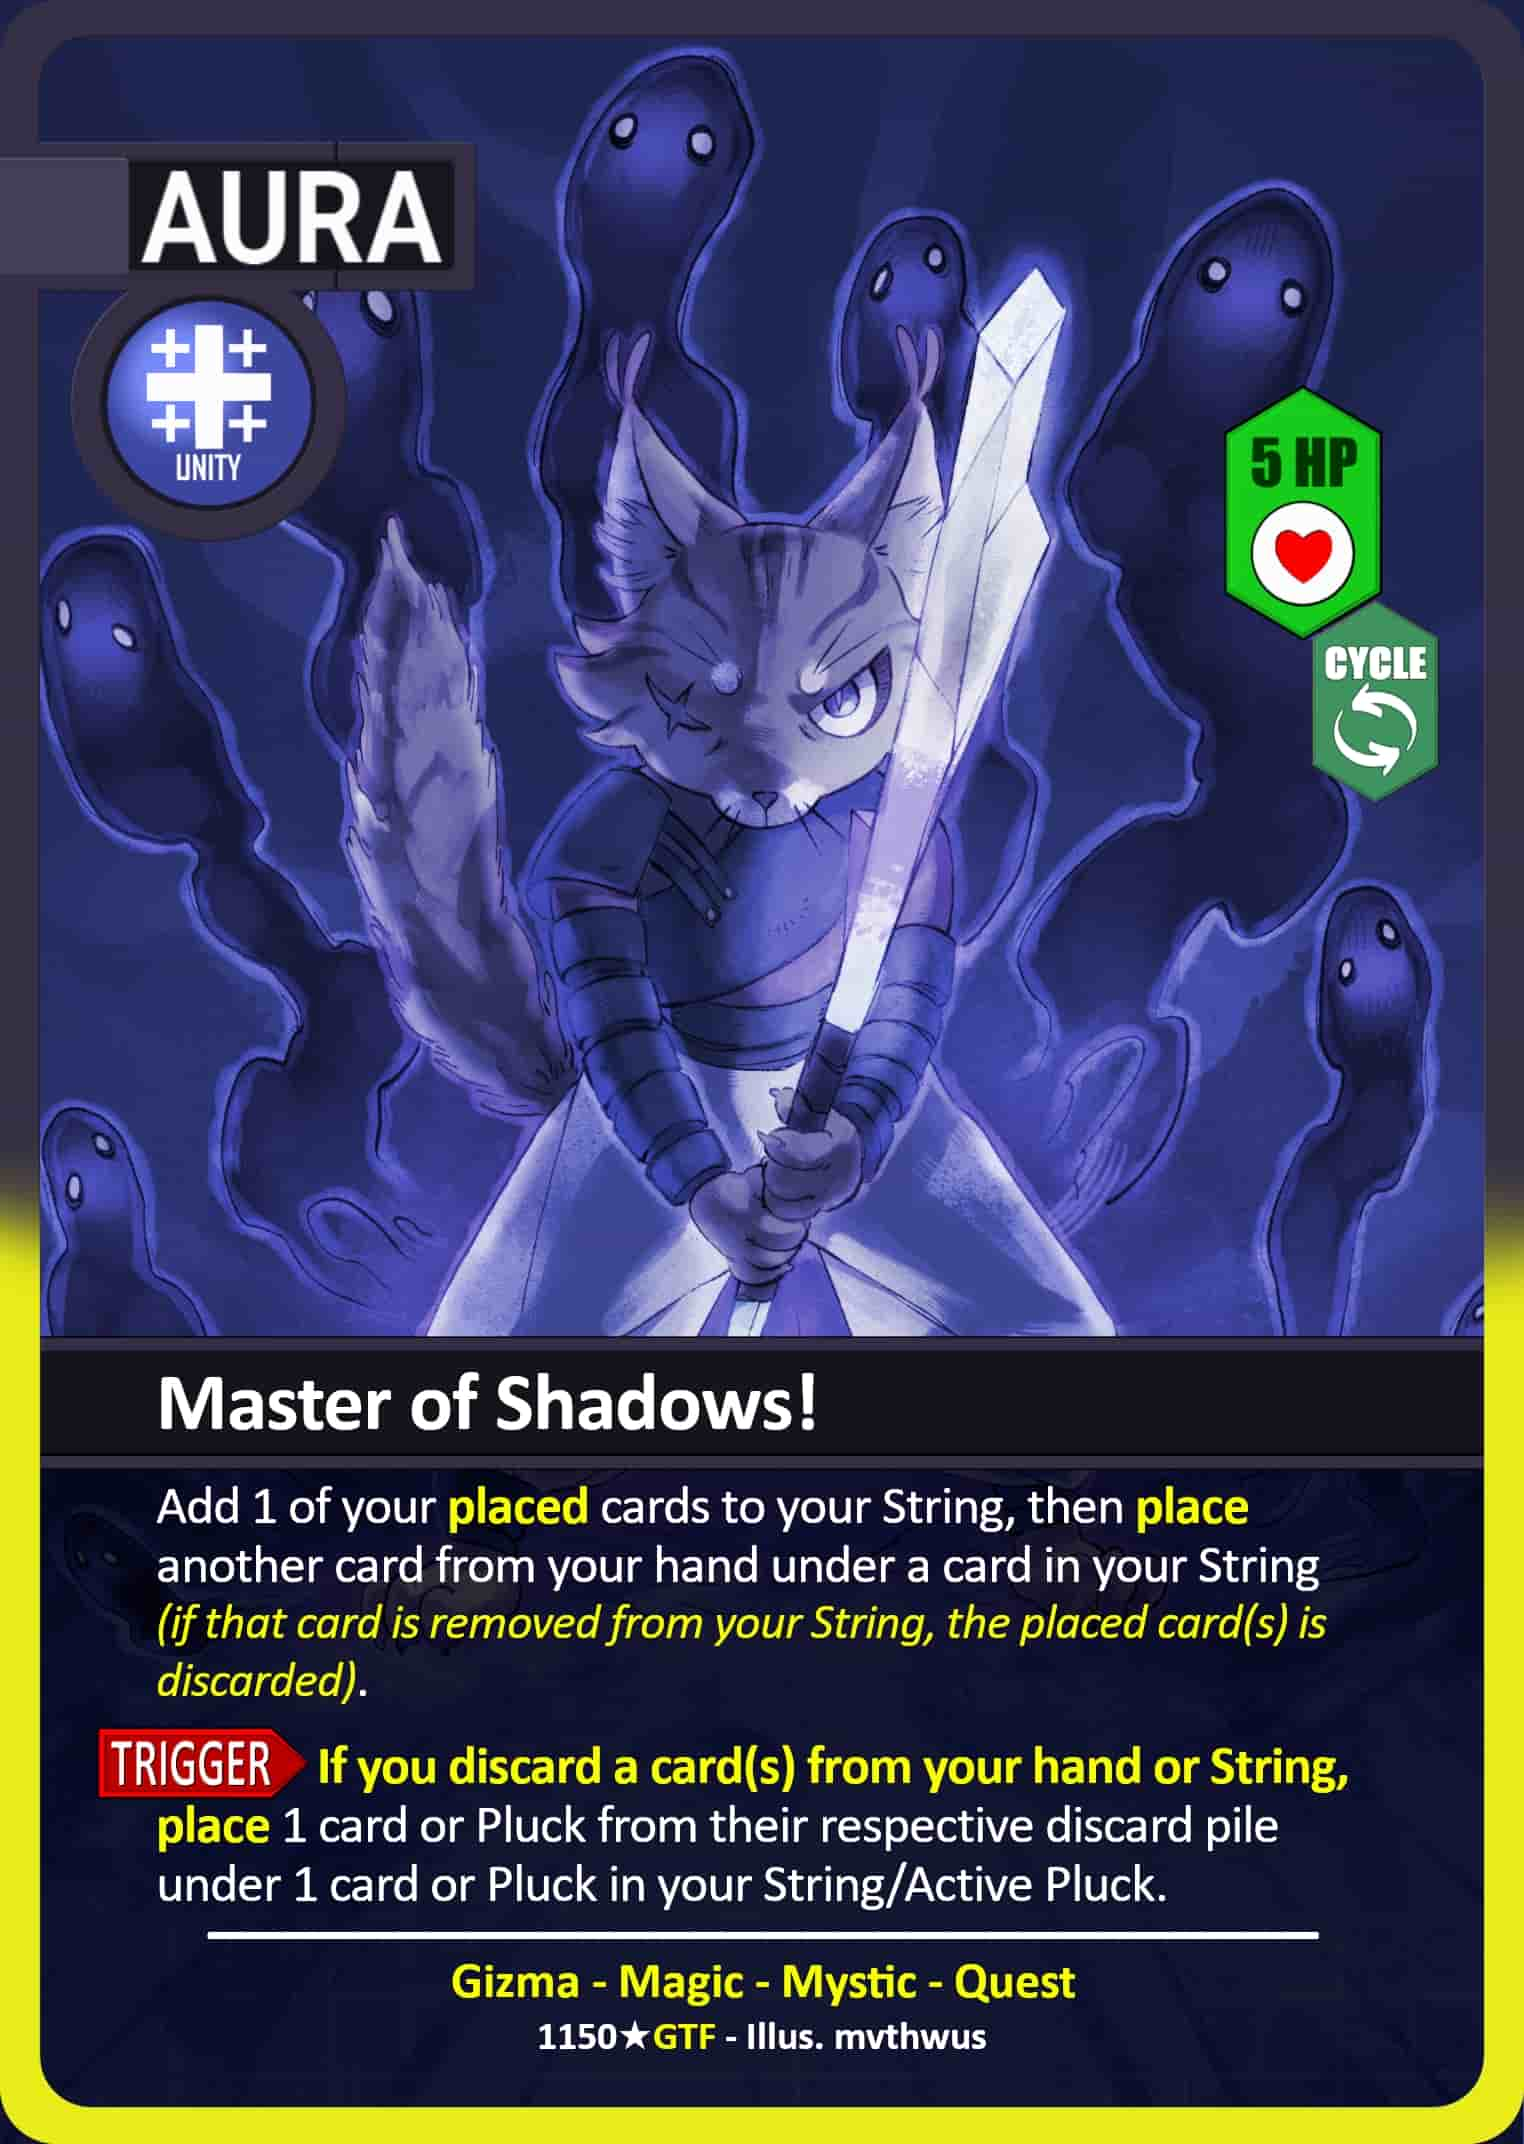 AURA
UNITY
5 HP
CYCLE
Master of Shadows!
Add 1 of your placed cards to your String, then place
another card from your hand under a card in your String
(if that card is removed from your String, the placed card(s) is
discarded).
TRIGGER If you discard a card(s) from your hand or String,
place 1 card or Pluck from their respective discard pile
under 1 card or Pluck in your String/Active Pluck.
Gizma - Magic - Mystic - Quest
1150★GTF - Illus. mvthwus